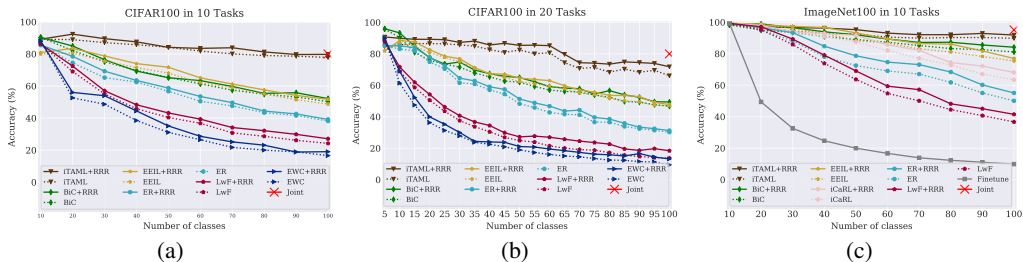 CIFAR100 in 10 Tasks
Accuracy (%)
100
80
60
40
20
0
iTAML+RRR
iTAML
BiC+RRR
BiC
EEIL+RRR
EEIL
ER+RRR
ER
LwF+RRR
LwF
EWC+RRR
EWC
Joint
10 20 30 40 50 60 70 80 90 100
Number of classes
(a)
CIFAR100 in 20 Tasks
Accuracy (%)
100
80
60
40
20
0
iTAML+RRR
iTAML
BiC+RRR
BiC
EEIL+RRR
EEIL
ER+RRR
ER
LwF+RRR
LwF
EWC+RRR
EWC
Joint
5 10 15 20 25 30 35 40 45 50 55 60 65 70 75 80 85 90 95 100
Number of classes
(b)
ImageNet100 in 10 Tasks
Accuracy (%)
100
80
60
40
20
0
iTAML+RRR
iTAML
BiC+RRR
BiC
EEIL+RRR
EEIL
iCaRL+RRR
iCaRL
ER+RRR
ER
LwF+RRR
LwF
Finetune
Joint
10 20 30 40 50 60 70 80 90 100
Number of classes
(c)